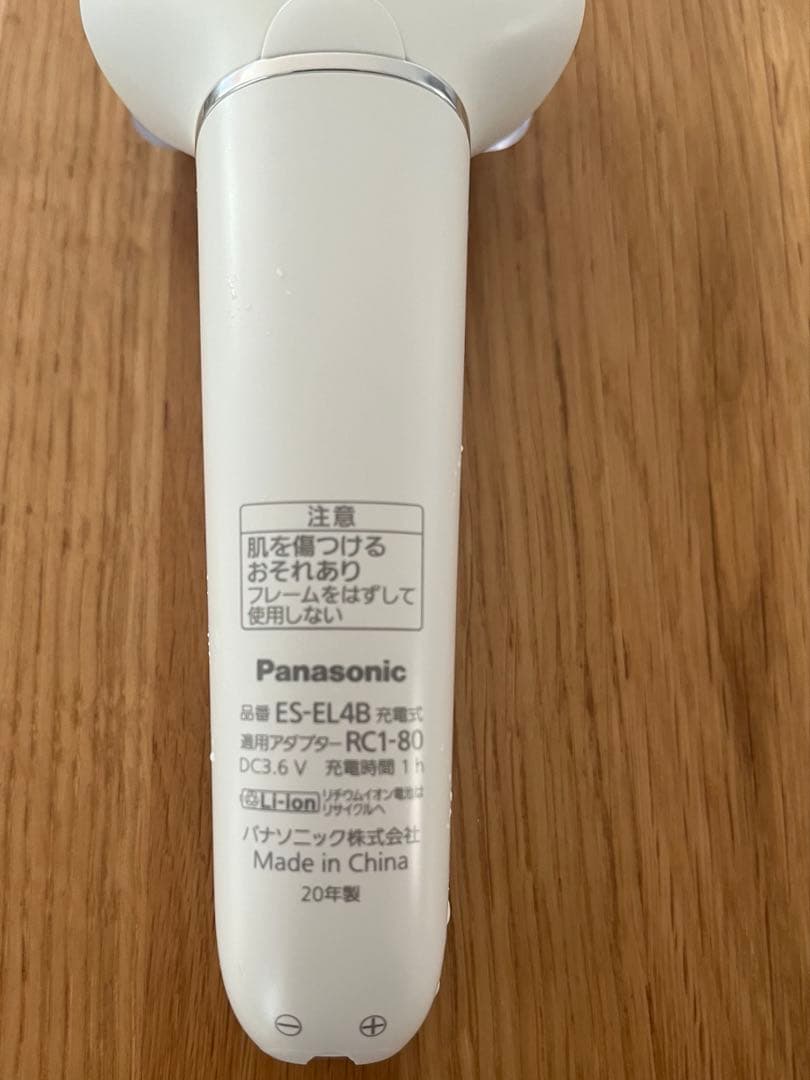 注意
肌を傷つける
おそれあり
フレームをはずして
使用しない
Panasonic
品番 ES-EL4B 充電式
適用アダプター RC1-80
DC3.6 V 充電時間 1 h
Li-Ion リチウムイオン電池は
リサイクルへ
パナソニック株式会社
Made in China
20年製
⊖ ⊕